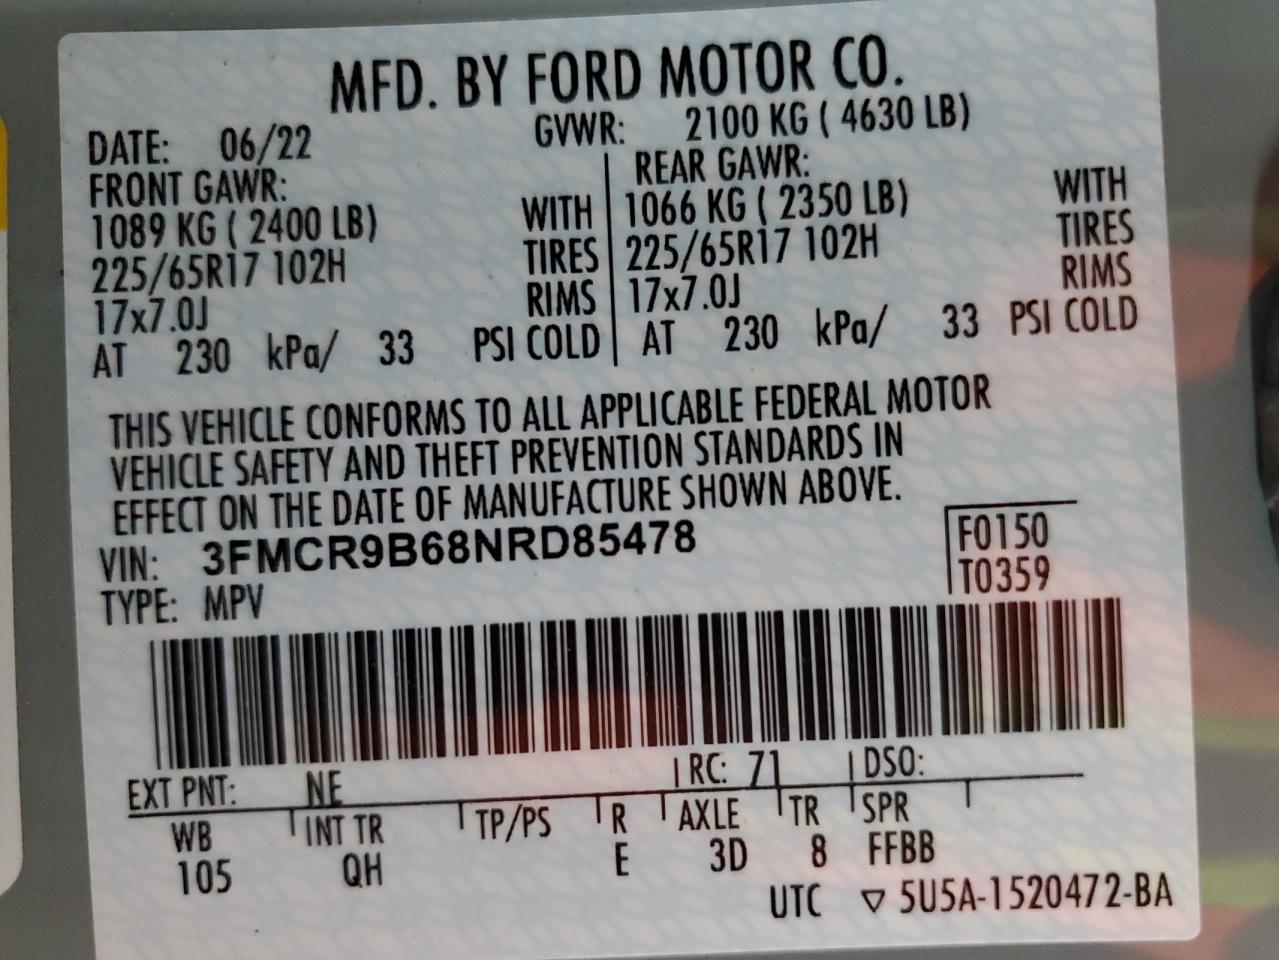 MFD. BY FORD MOTOR CO.
DATE: 06/22 GVWR: 2100 KG ( 4630 LB)
FRONT GAWR: REAR GAWR:
1089 KG ( 2400 LB) WITH 1066 KG ( 2350 LB) WITH
225/65R17 102H TIRES 225/65R17 102H TIRES
17x7.0J RIMS 17x7.0J RIMS
AT 230 kPa/ 33 PSI COLD AT 230 kPa/ 33 PSI COLD
THIS VEHICLE CONFORMS TO ALL APPLICABLE FEDERAL MOTOR
VEHICLE SAFETY AND THEFT PREVENTION STANDARDS IN
EFFECT ON THE DATE OF MANUFACTURE SHOWN ABOVE.
VIN: 3FMCR9B68NRD85478 F0150
TYPE: MPV T0359
EXT PNT: NE RC: 71 DSO:
WB INT TR TP/PS R AXLE TR SPR
105 QH E 3D 8 FFBB
UTC ▽ 5U5A-1520472-BA